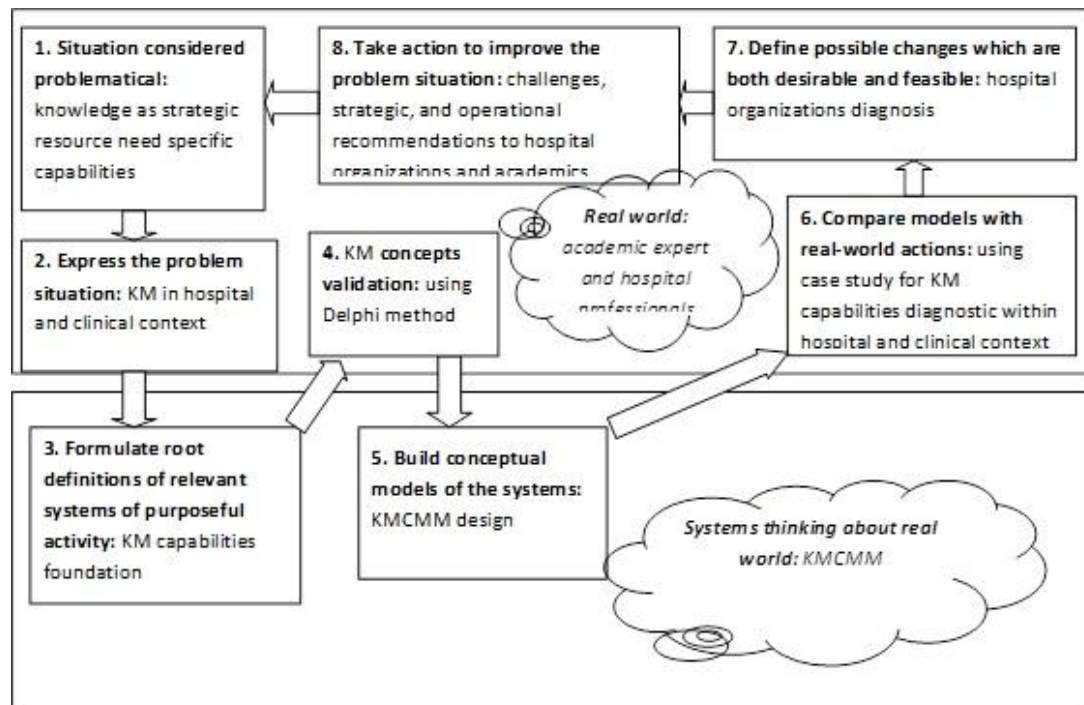 1. Situation considered
problematical:
knowledge as strategic
resource need specific
capabilities
8. Take action to improve the
problem situation: challenges,
strategic, and operational
recommendations to hospital
organizations and academics
7. Define possible changes which are
both desirable and feasible: hospital
organizations diagnosis
2. Express the problem
situation: KM in hospital
and clinical context
4. KM concepts
validation: using
Delphi method
Real world:
academic expert
and hospital
professionals
6. Compare models with
real-world actions: using
case study for KM
capabilities diagnostic within
hospital and clinical context
3. Formulate root
definitions of relevant
systems of purposeful
activity: KM capabilities
foundation
5. Build conceptual
models of the systems:
KMCMM design
Systems thinking about real
world: KMCMM